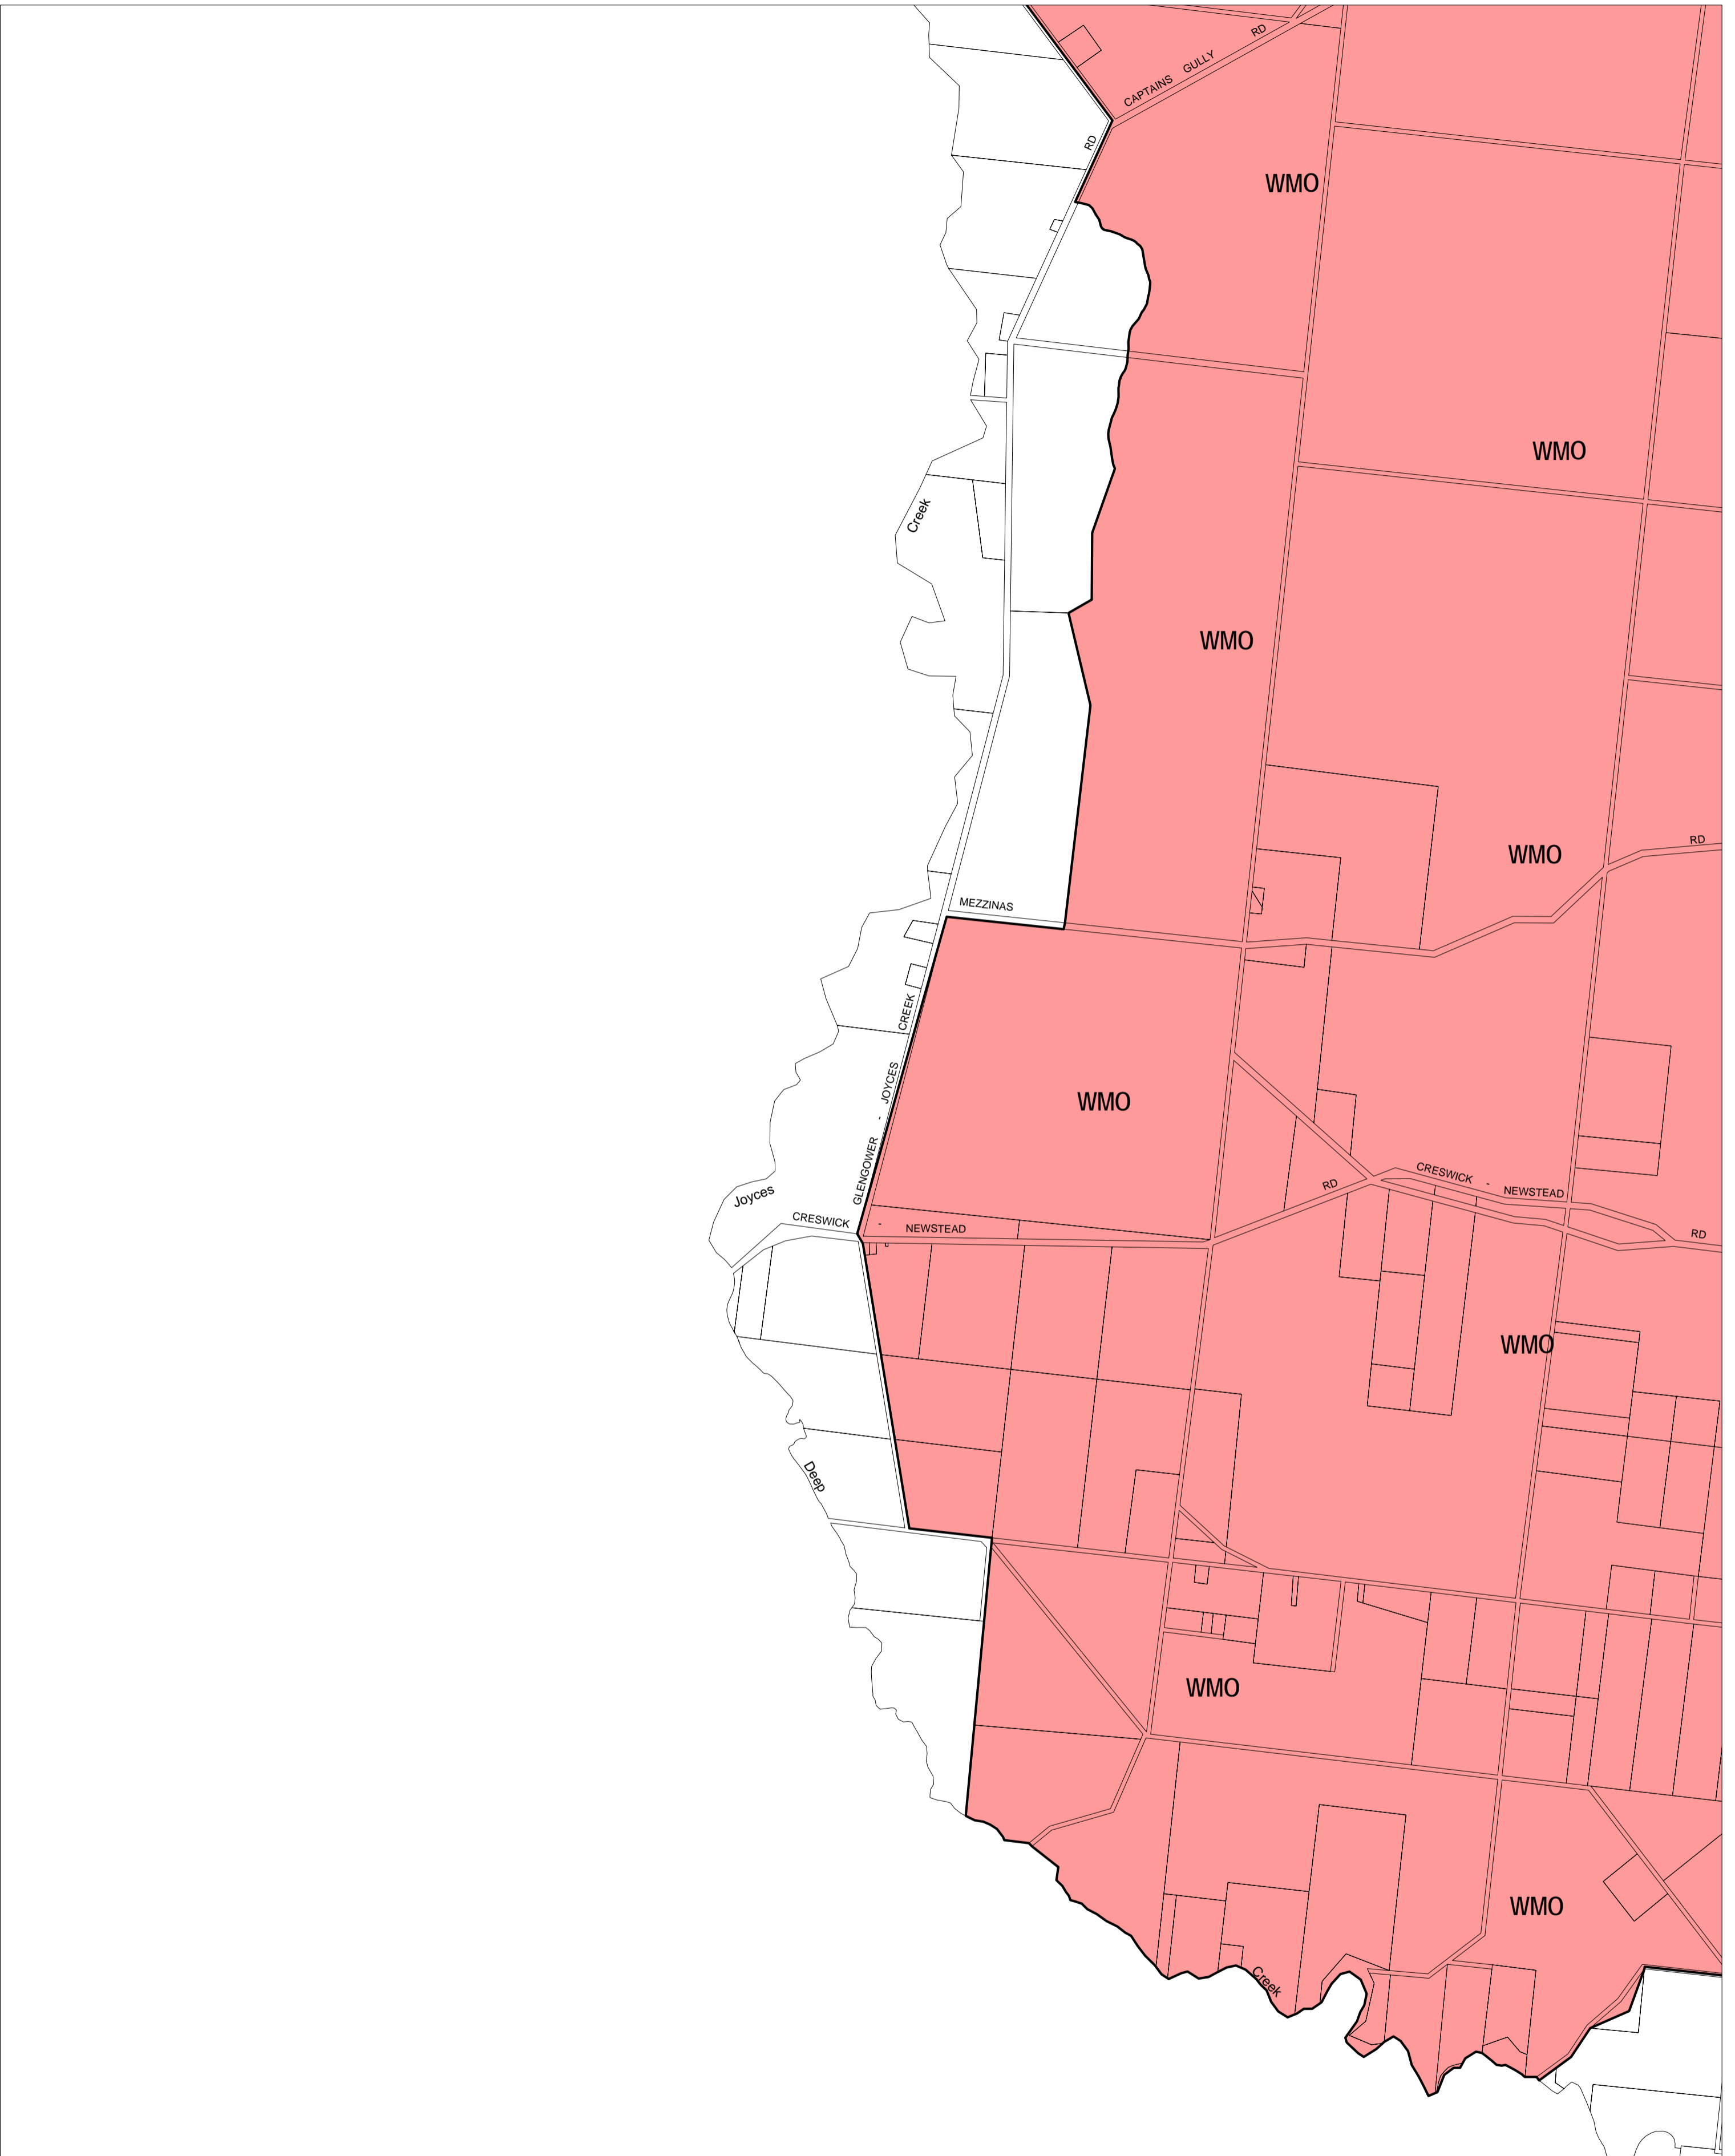 CAPTAINS GULLY RD
RD
WMO
WMO
Creek
WMO
RD
WMO
MEZZINAS
GLENGOWER - JOYCES CREEK
WMO
CRESWICK - NEWSTEAD
RD
RD
Joyces
CRESWICK - NEWSTEAD
WMO
Deep
WMO
WMO
Creek